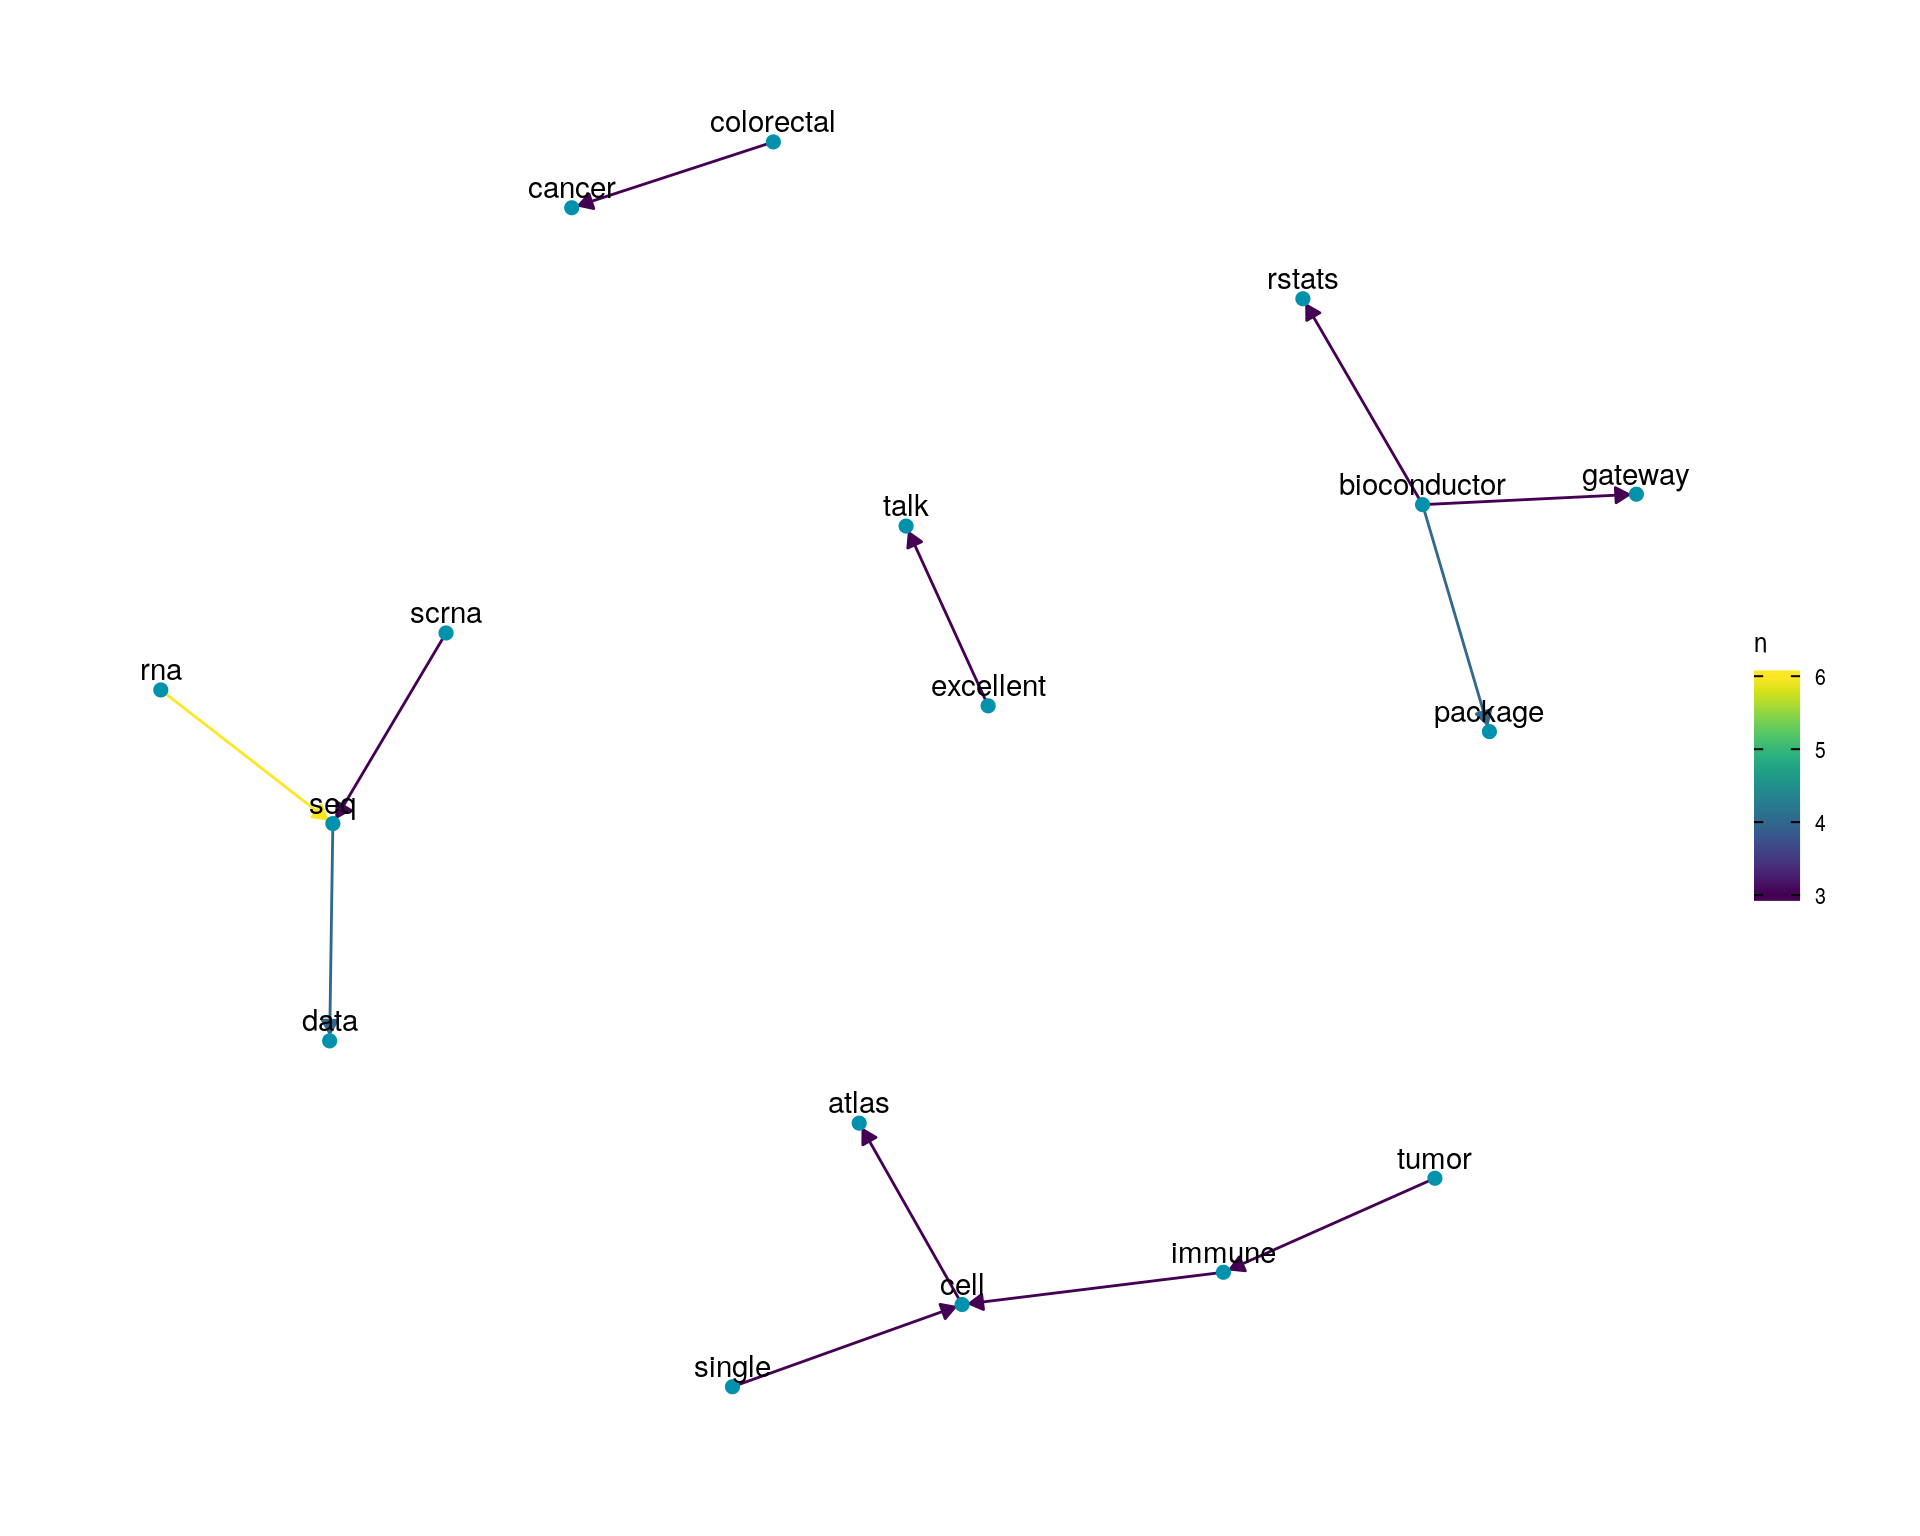 colorectal
cancer
rstats
bioconductor
gateway
talk
scrna
rna
excellent
package
seq
data
atlas
tumor
immune
cell
single
n
6
5
4
3